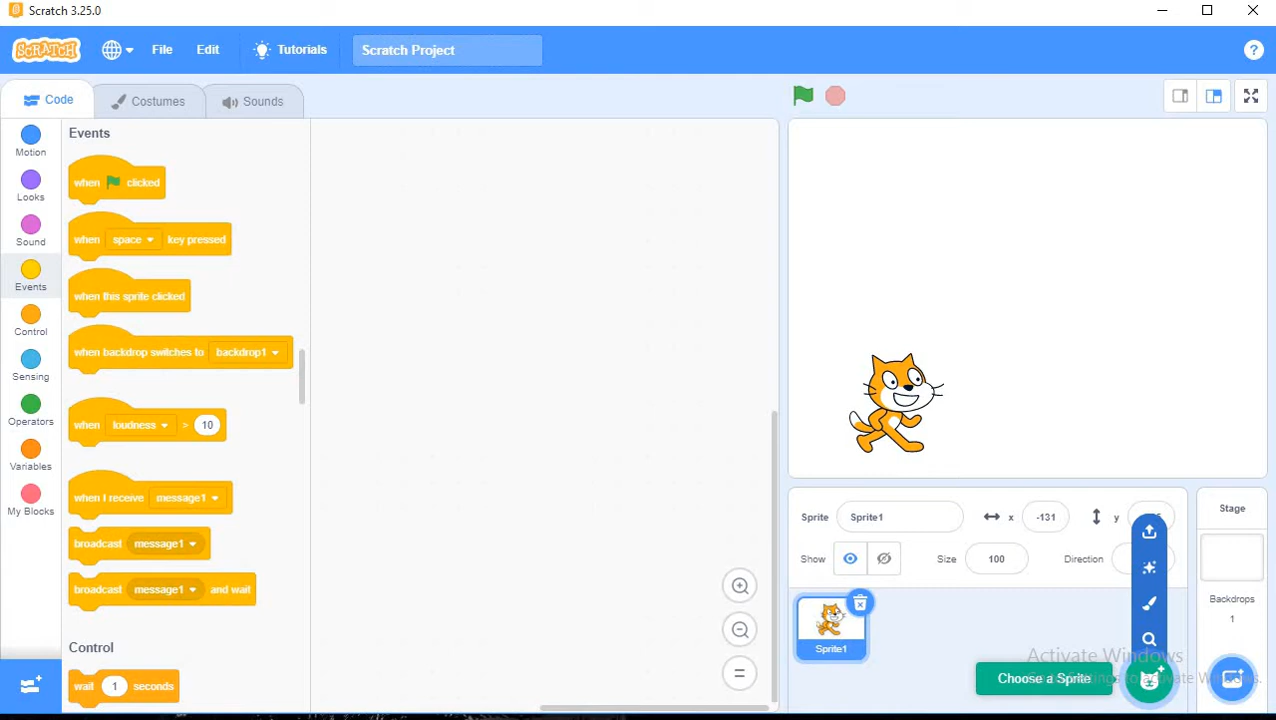 Scratch 3.25.0
SCRATCH
File
Edit
Tutorials
Scratch Project
?
Code
Costumes
Sounds
Motion
Looks
Sound
Events
Control
Sensing
Operators
Variables
My Blocks
Events
when clicked
when space key pressed
when this sprite clicked
when backdrop switches to backdrop1
when loudness > 10
when I receive message1
broadcast message1
broadcast message1 and wait
Control
wait 1 seconds
Sprite
Sprite1
x
-131
y
Show
Size
100
Direction
Sprite1
Choose a Sprite
Stage
Backdrops
1
Activate Windows
to Activate Windows.